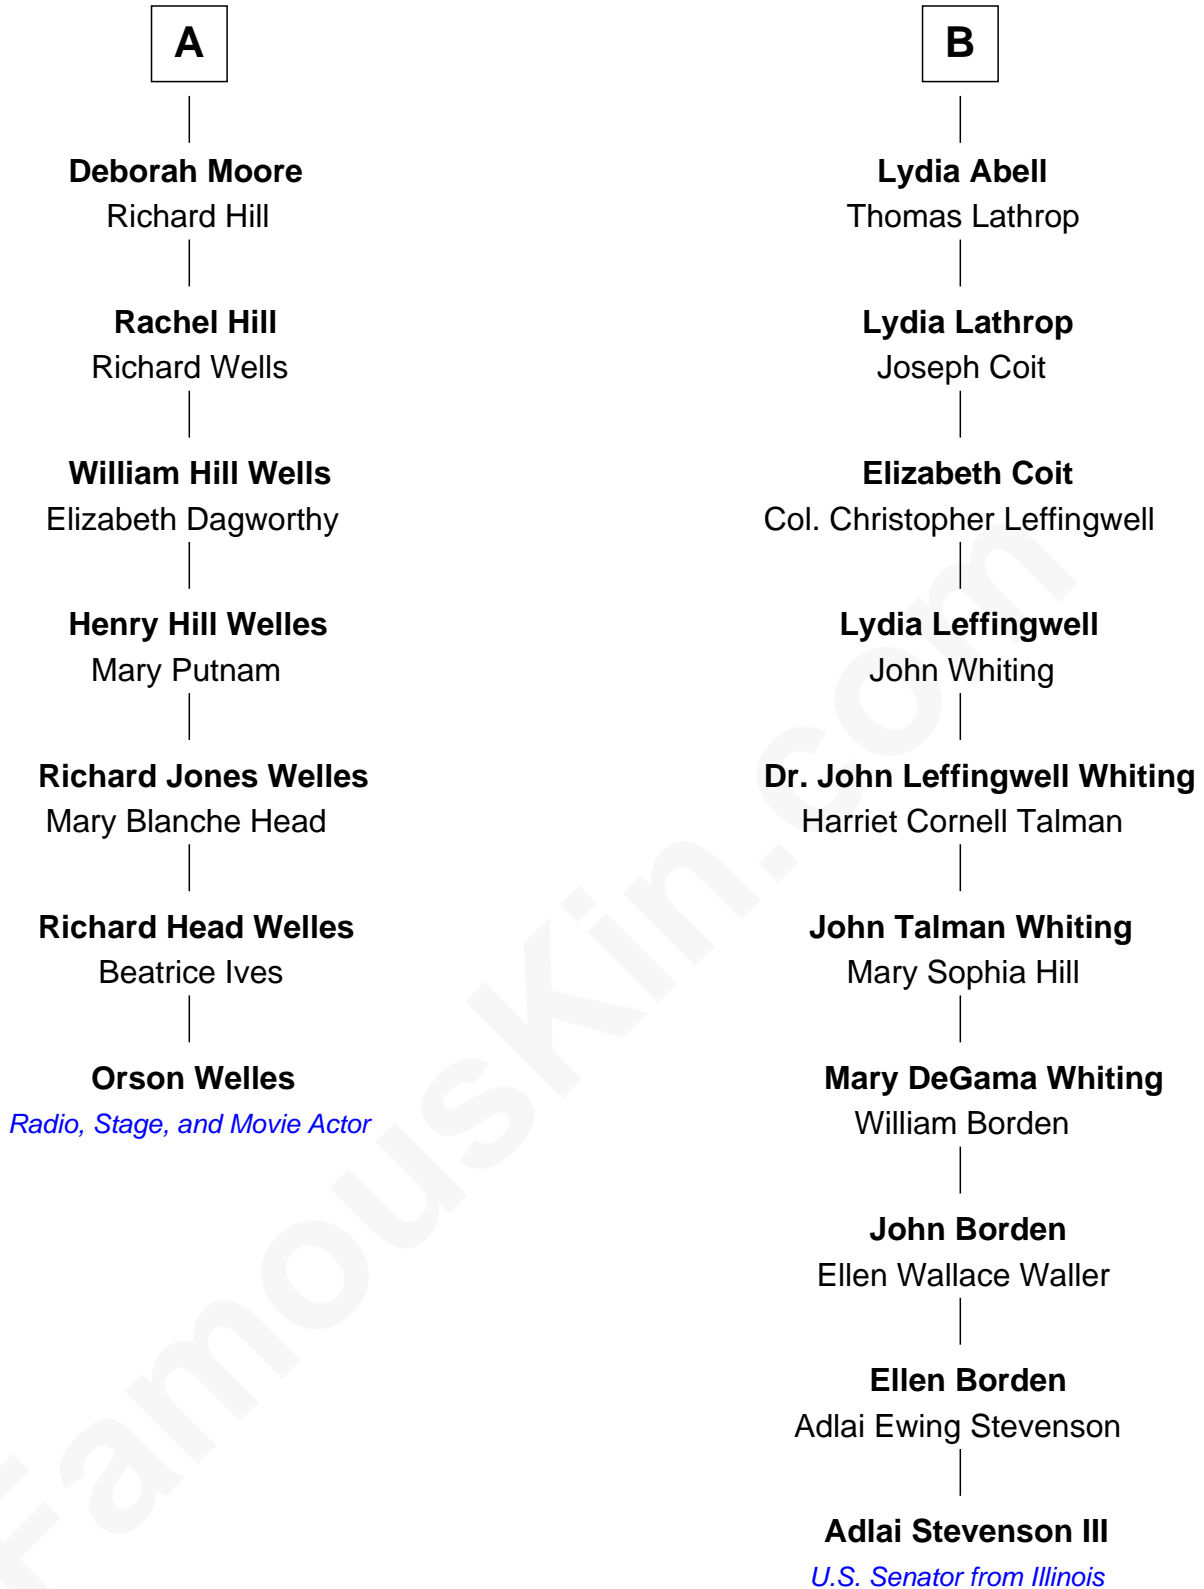 A
Deborah Moore
Richard Hill
Rachel Hill
Richard Wells
William Hill Wells
Elizabeth Dagworthy
Henry Hill Welles
Mary Putnam
Richard Jones Welles
Mary Blanche Head
Richard Head Welles
Beatrice Ives
Orson Welles
Radio, Stage, and Movie Actor
B
Lydia Abell
Thomas Lathrop
Lydia Lathrop
Joseph Coit
Elizabeth Coit
Col. Christopher Leffingwell
Lydia Leffingwell
John Whiting
Dr. John Leffingwell Whiting
Harriet Cornell Talman
John Talman Whiting
Mary Sophia Hill
Mary DeGama Whiting
William Borden
John Borden
Ellen Wallace Waller
Ellen Borden
Adlai Ewing Stevenson
Adlai Stevenson III
U.S. Senator from Illinois
FamousKin.com